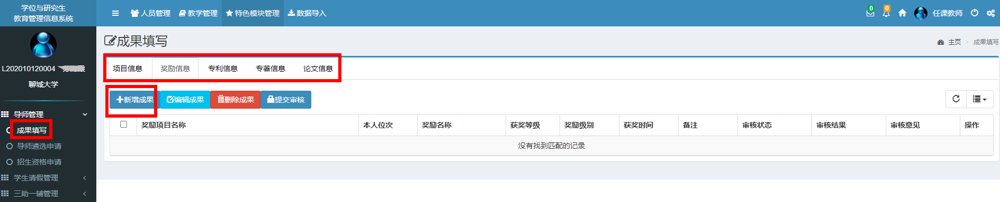 学位与研究生
教育管理信息系统
人员管理 教学管理 特色模块管理 数据导入
0 0 任课教师
L202010120004
聊城大学
导师管理
成果填写
导师遴选申请
招生资格申请
学生请假管理
三助一辅管理
成果填写
主页 > 成果填写
项目信息 奖励信息 专利信息 专著信息 论文信息
新增成果 编辑成果 删除成果 提交审核
奖励项目名称 本人位次 奖励名称 获奖等级 奖励级别 获奖时间 备注 审核状态 审核结果 审核意见 操作
没有找到匹配的记录